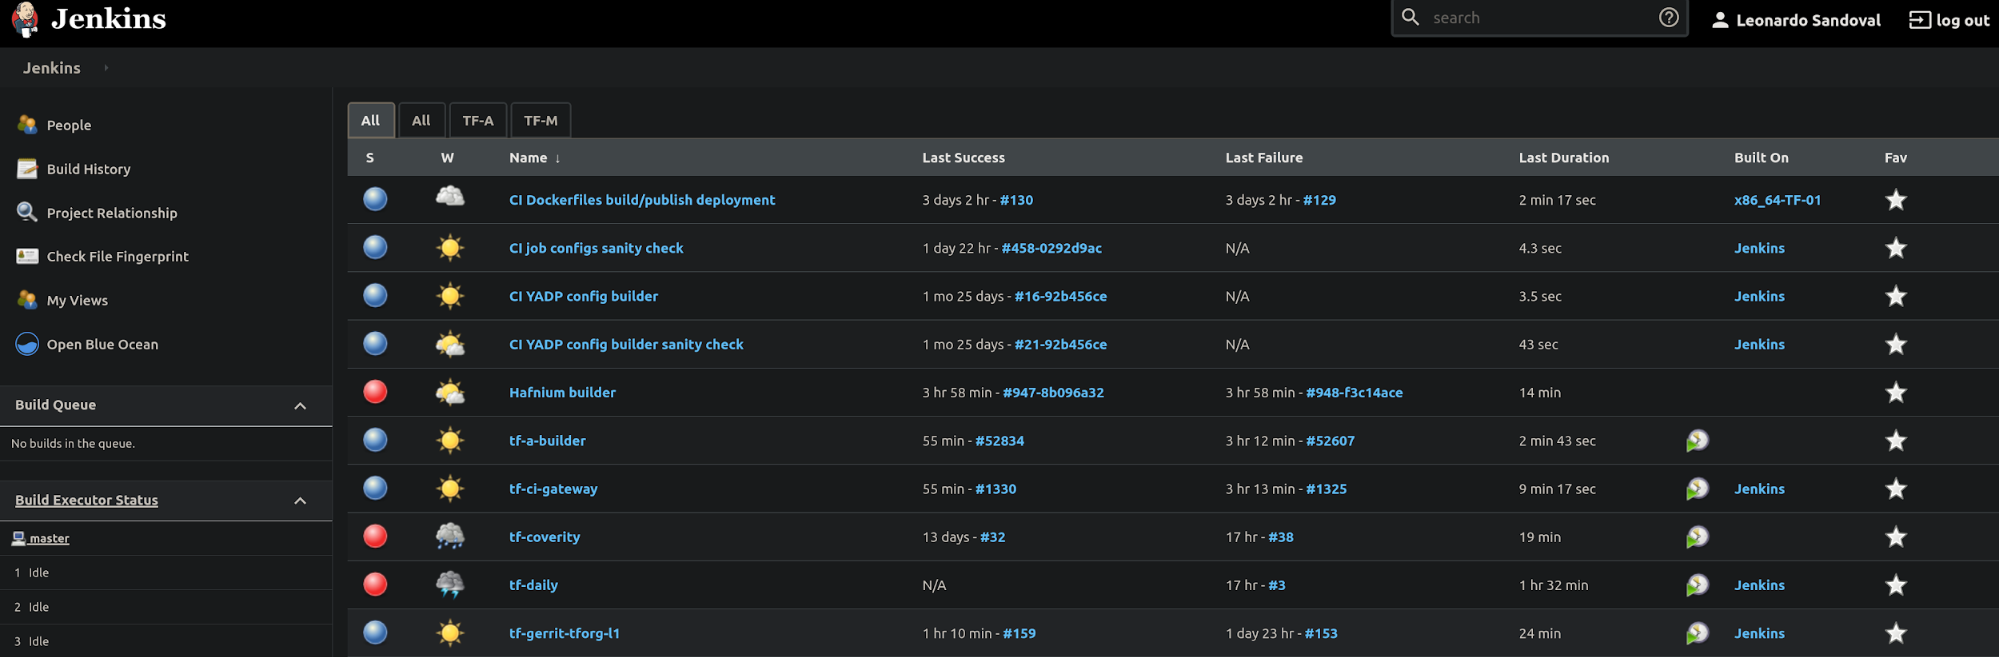 Jenkins
search
Leonardo Sandoval
log out
Jenkins
People
Build History
Project Relationship
Check File Fingerprint
My Views
Open Blue Ocean
Build Queue
No builds in the queue.
Build Executor Status
master
1 Idle
2 Idle
3 Idle
All All TF-A TF-M
S W Name ↓ Last Success Last Failure Last Duration Built On Fav
CI Dockerfiles build/publish deployment 3 days 2 hr - #130 3 days 2 hr - #129 2 min 17 sec x86_64-TF-01
CI job configs sanity check 1 day 22 hr - #458-0292d9ac N/A 4.3 sec Jenkins
CI YADP config builder 1 mo 25 days - #16-92b456ce N/A 3.5 sec Jenkins
CI YADP config builder sanity check 1 mo 25 days - #21-92b456ce N/A 43 sec Jenkins
Hafnium builder 3 hr 58 min - #947-8b096a32 3 hr 58 min - #948-f3c14ace 14 min
tf-a-builder 55 min - #52834 3 hr 12 min - #52607 2 min 43 sec
tf-ci-gateway 55 min - #1330 3 hr 13 min - #1325 9 min 17 sec Jenkins
tf-coverity 13 days - #32 17 hr - #38 19 min
tf-daily N/A 17 hr - #3 1 hr 32 min Jenkins
tf-gerrit-tforg-l1 1 hr 10 min - #159 1 day 23 hr - #153 24 min Jenkins